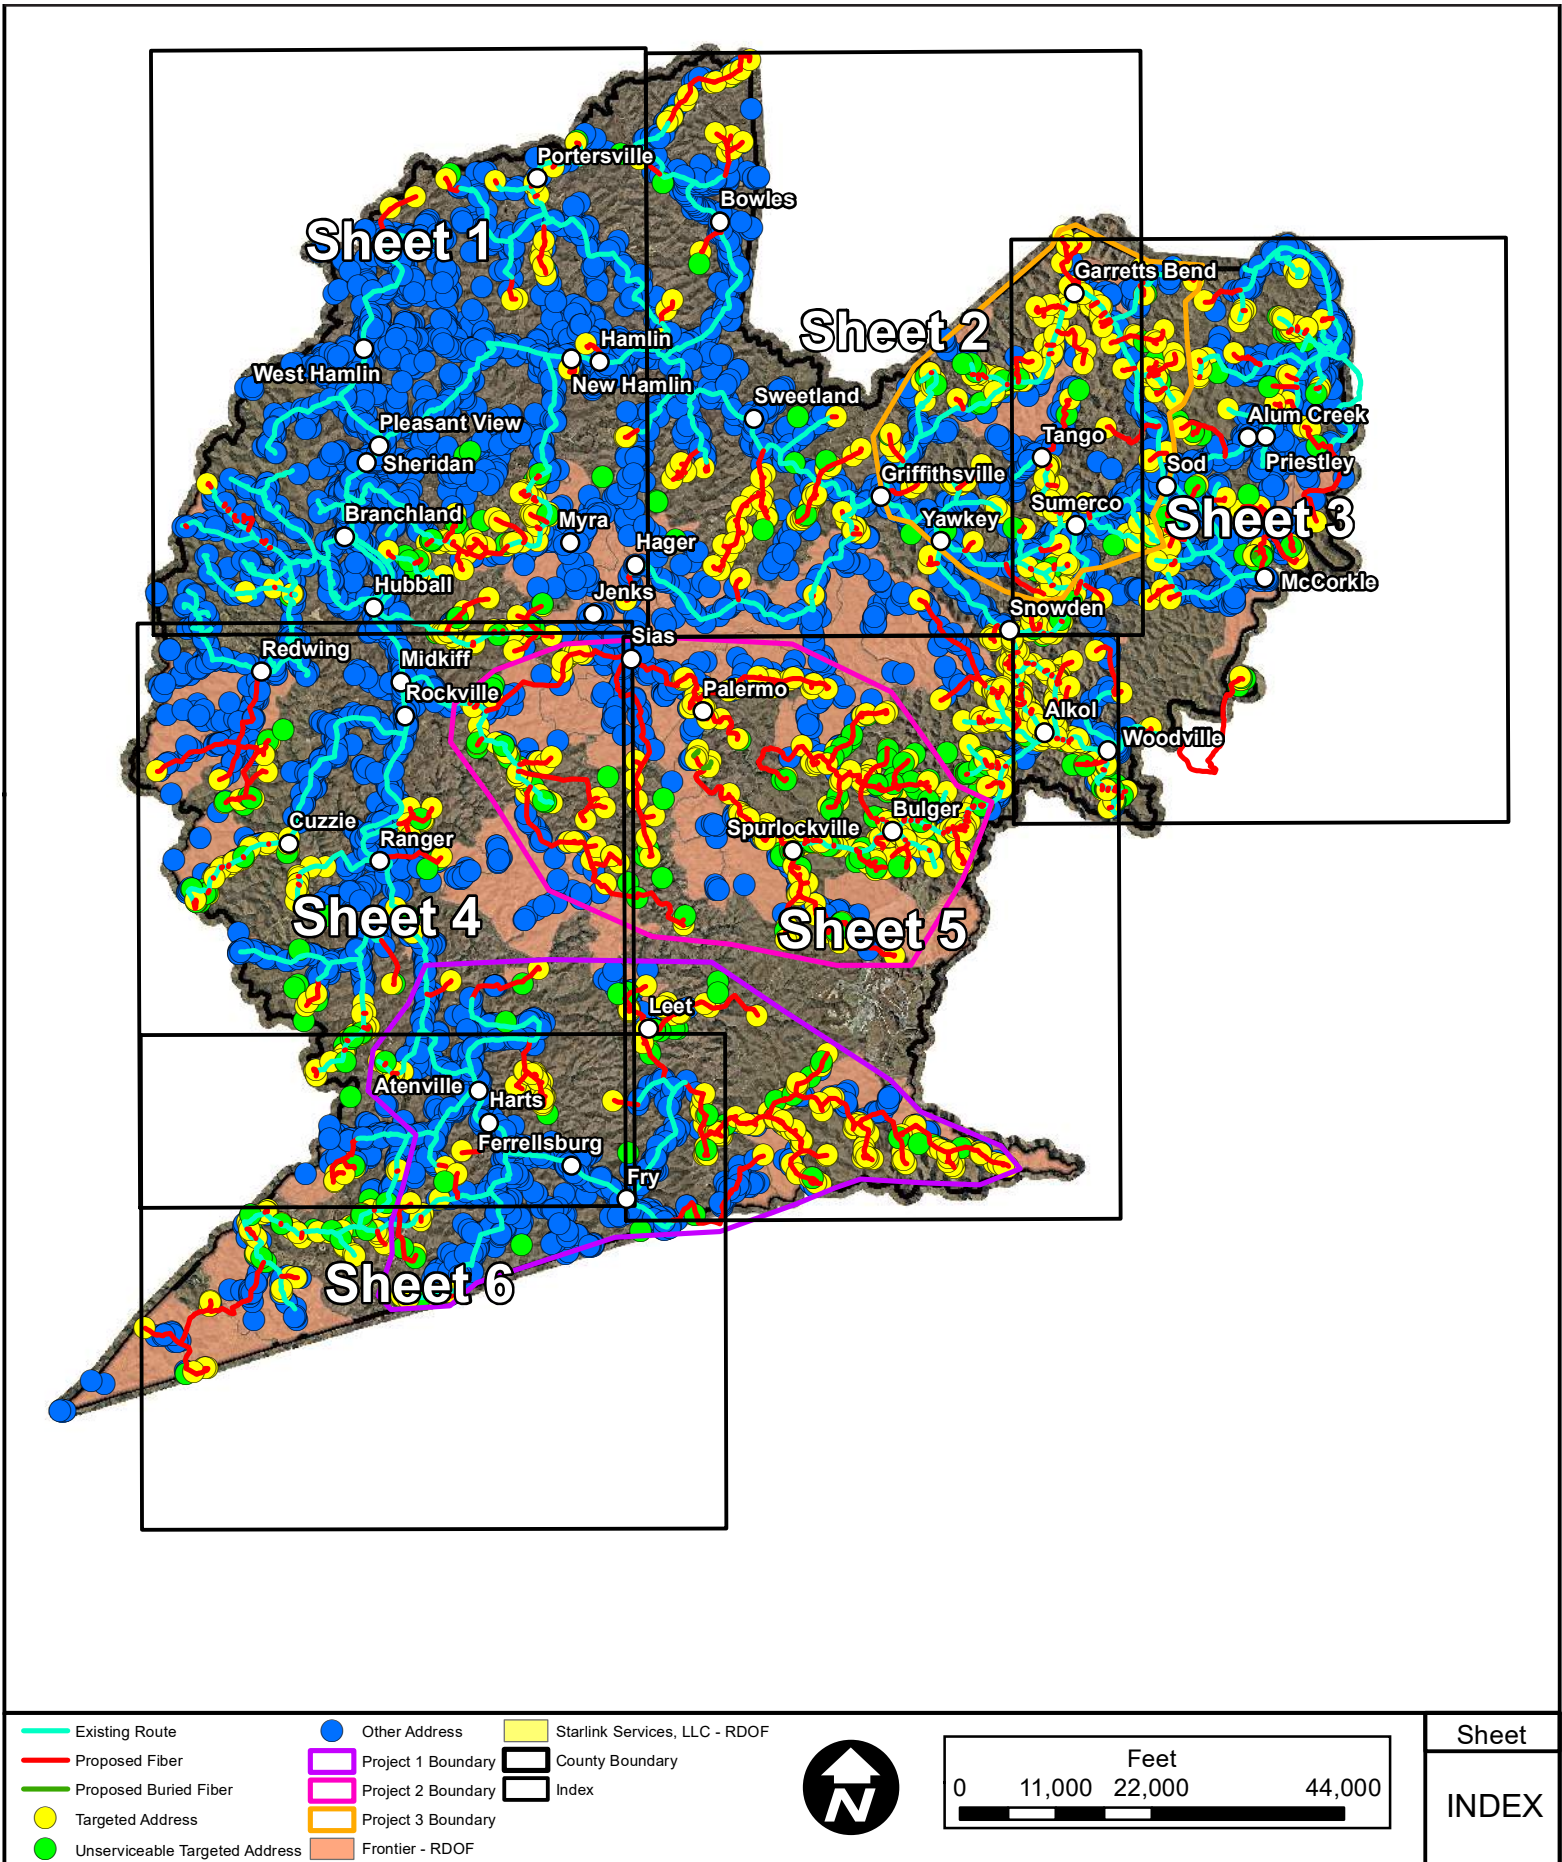 Portersville
Bowles
Sheet 1
Garretts Bend
Sheet 2
Hamlin
West Hamlin
New Hamlin
Sweetland
Pleasant View
Alum Creek
Tango
Sheridan
Sod
Priestley
Griffithsville
Branchland
Myra
Yawkey
Sumerco
Sheet 3
Hager
Hubball
Jenks
McCorkle
Snowden
Sias
Redwing
Midkiff
Rockville
Palermo
Alkol
Woodville
Cuzzie
Ranger
Spurlockville
Bulger
Sheet 4
Sheet 5
Leet
Atenville
Harts
Ferrellsburg
Fry
Sheet 6
Existing Route
Proposed Fiber
Proposed Buried Fiber
Targeted Address
Unserviceable Targeted Address
Other Address
Project 1 Boundary
Project 2 Boundary
Project 3 Boundary
Frontier - RDOF
Starlink Services, LLC - RDOF
County Boundary
Index
N
Feet
0 11,000 22,000 44,000
Sheet
INDEX